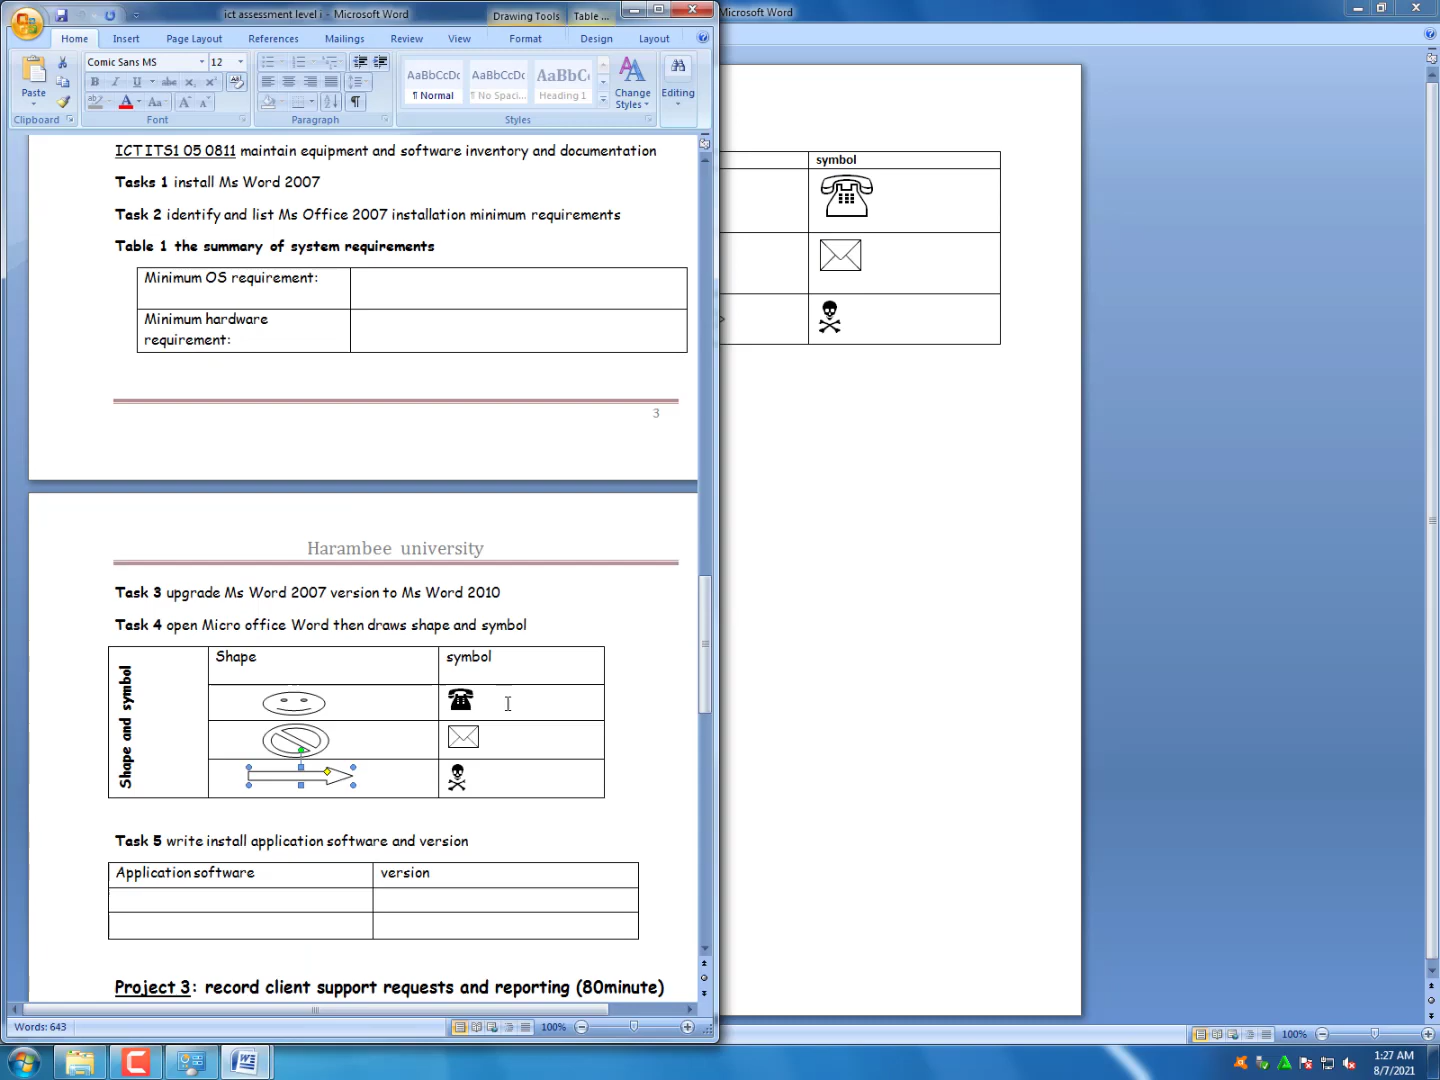 ict assessment level i - Microsoft Word
Drawing Tools
Table ...
Microsoft Word
Home
Insert
Page Layout
References
Mailings
Review
View
Format
Design
Layout
Paste
Comic Sans MS
12
B I U abc x₂ x²
A Aa A A
AaBbCcDc
¶ Normal
AaBbCcDc
¶ No Spaci...
AaBbC
Heading 1
Change
Styles
Editing
Clipboard
Font
Paragraph
Styles
ICT ITS1 05 0811 maintain equipment and software inventory and documentation
Tasks 1 install Ms Word 2007
Task 2 identify and list Ms Office 2007 installation minimum requirements
Table 1 the summary of system requirements
Minimum OS requirement:
Minimum hardware
requirement:
3
Harambee university
Task 3 upgrade Ms Word 2007 version to Ms Word 2010
Task 4 open Micro office Word then draws shape and symbol
Shape and symbol
Shape
symbol
Task 5 write install application software and version
Application software
version
Project 3: record client support requests and reporting (80minute)
Words: 643
100%
symbol
100%
1:27 AM
8/7/2021